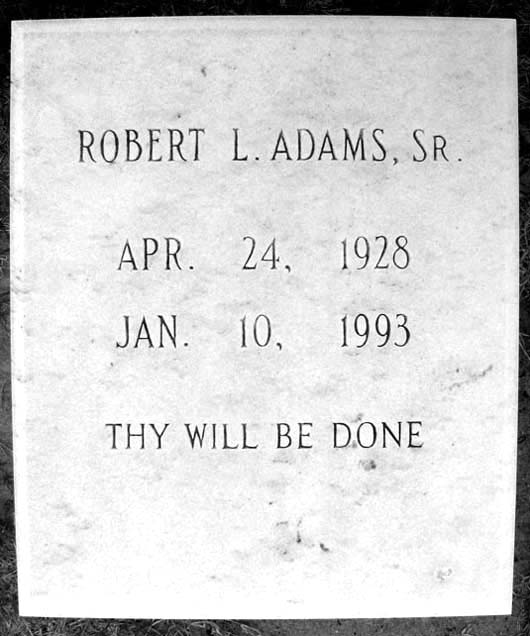 ROBERT L. ADAMS, SR.
APR. 24, 1928
JAN. 10, 1993
THY WILL BE DONE